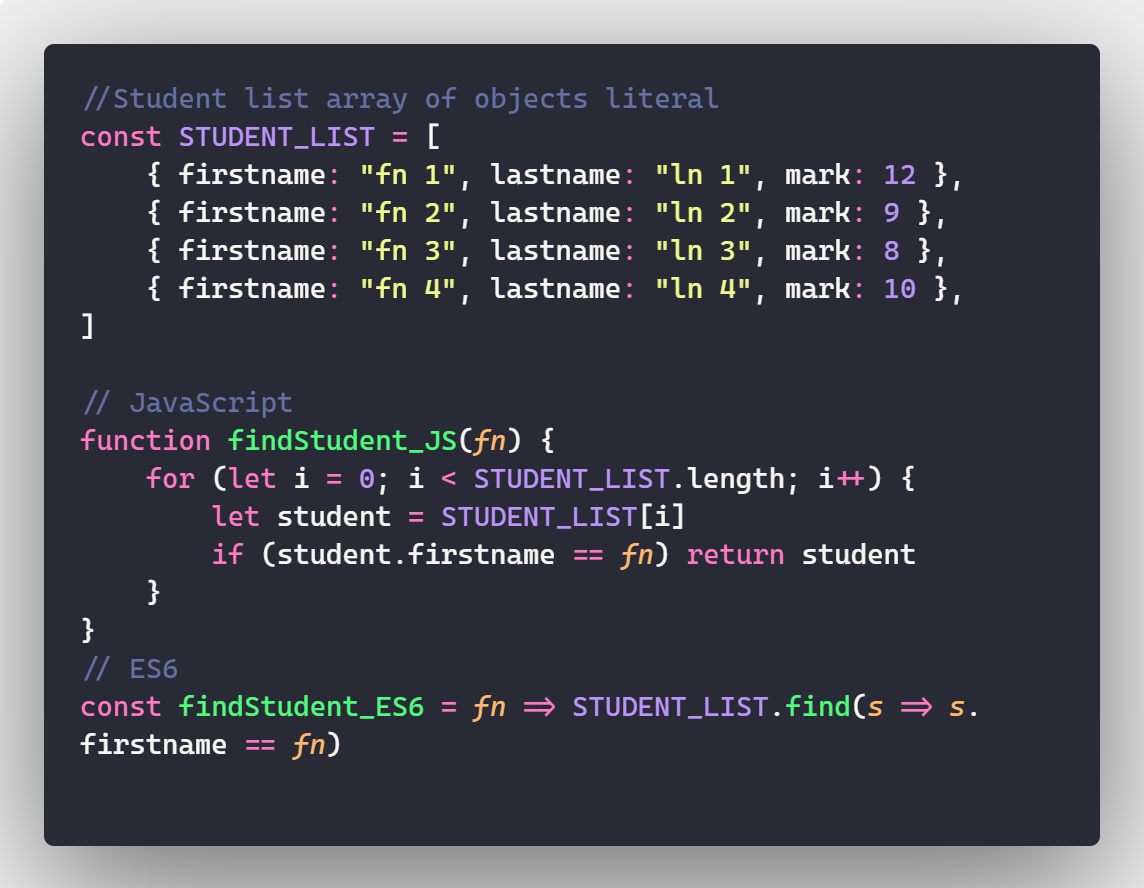 //Student list array of objects literal
const STUDENT_LIST = [
    { firstname: "fn 1", lastname: "ln 1", mark: 12 },
    { firstname: "fn 2", lastname: "ln 2", mark: 9 },
    { firstname: "fn 3", lastname: "ln 3", mark: 8 },
    { firstname: "fn 4", lastname: "ln 4", mark: 10 },
]

// JavaScript
function findStudent_JS(fn) {
    for (let i = 0; i < STUDENT_LIST.length; i++) {
        let student = STUDENT_LIST[i]
        if (student.firstname == fn) return student
    }
}
// ES6
const findStudent_ES6 = fn => STUDENT_LIST.find(s => s.
firstname == fn)